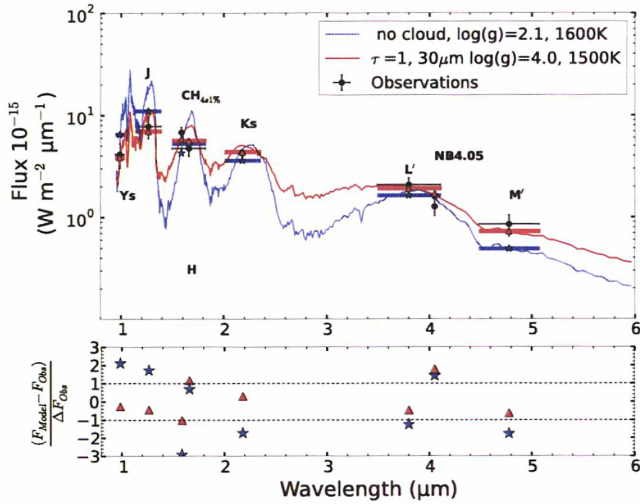 no cloud, log(g)=2.1, 1600K
τ=1, 30μm log(g)=4.0, 1500K
Observations
Flux 10⁻¹⁵
(W m⁻² μm⁻¹)
10²
10¹
10⁰
Ys
J
CH₄ₛ₁%
H
Ks
L′
NB4.05
M′
1 2 3 4 5 6
(F_Model−F_Obs)
ΔF_Obs
3
2
1
0
−1
−2
−3
1 2 3 4 5 6
Wavelength (μm)